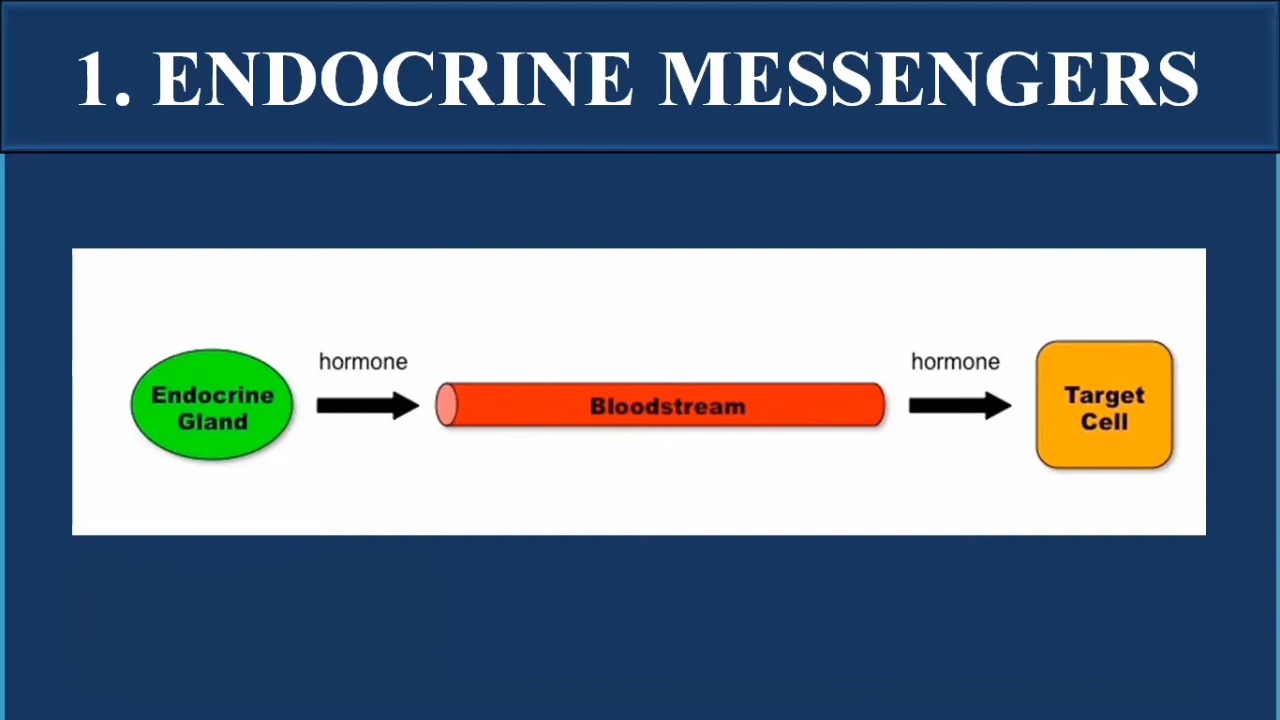 1. ENDOCRINE MESSENGERS
hormone
hormone
Endocrine
Gland
Bloodstream
Target
Cell